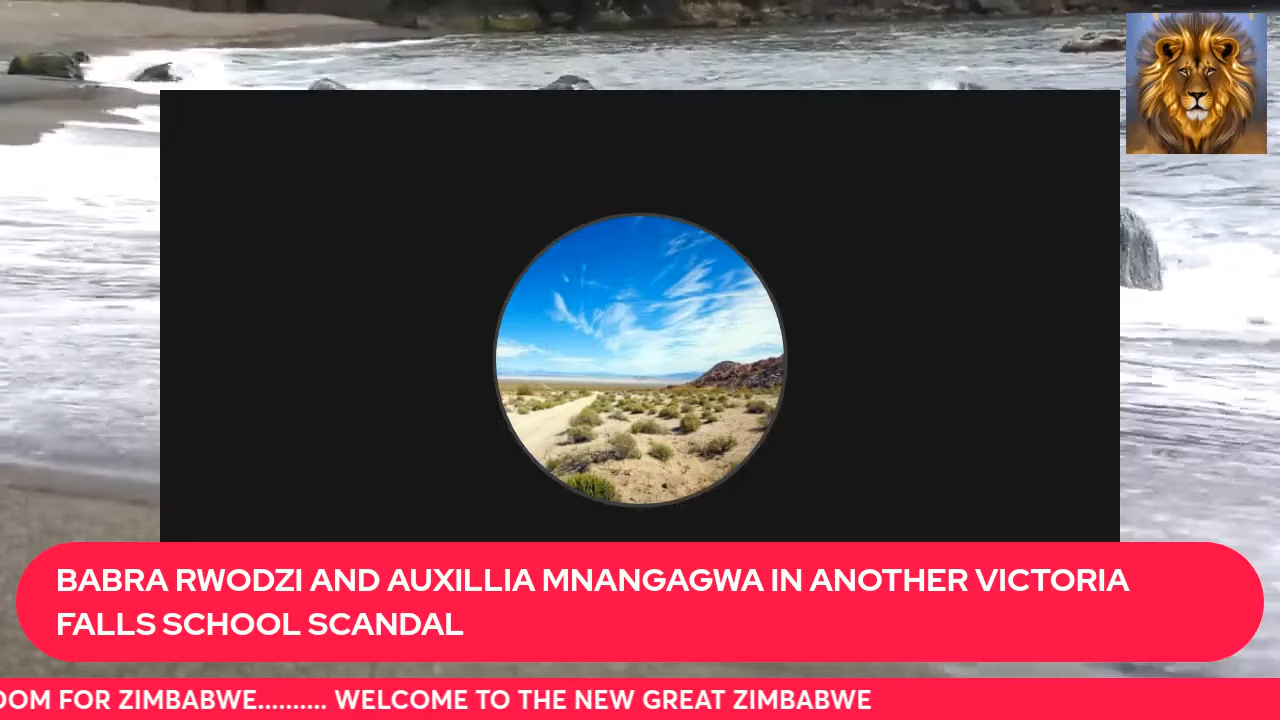 BABRA RWODZI AND AUXILLIA MNANGAGWA IN ANOTHER VICTORIA
FALLS SCHOOL SCANDAL
FOR ZIMBABWE.......... WELCOME TO THE NEW GREAT ZIMBABWE